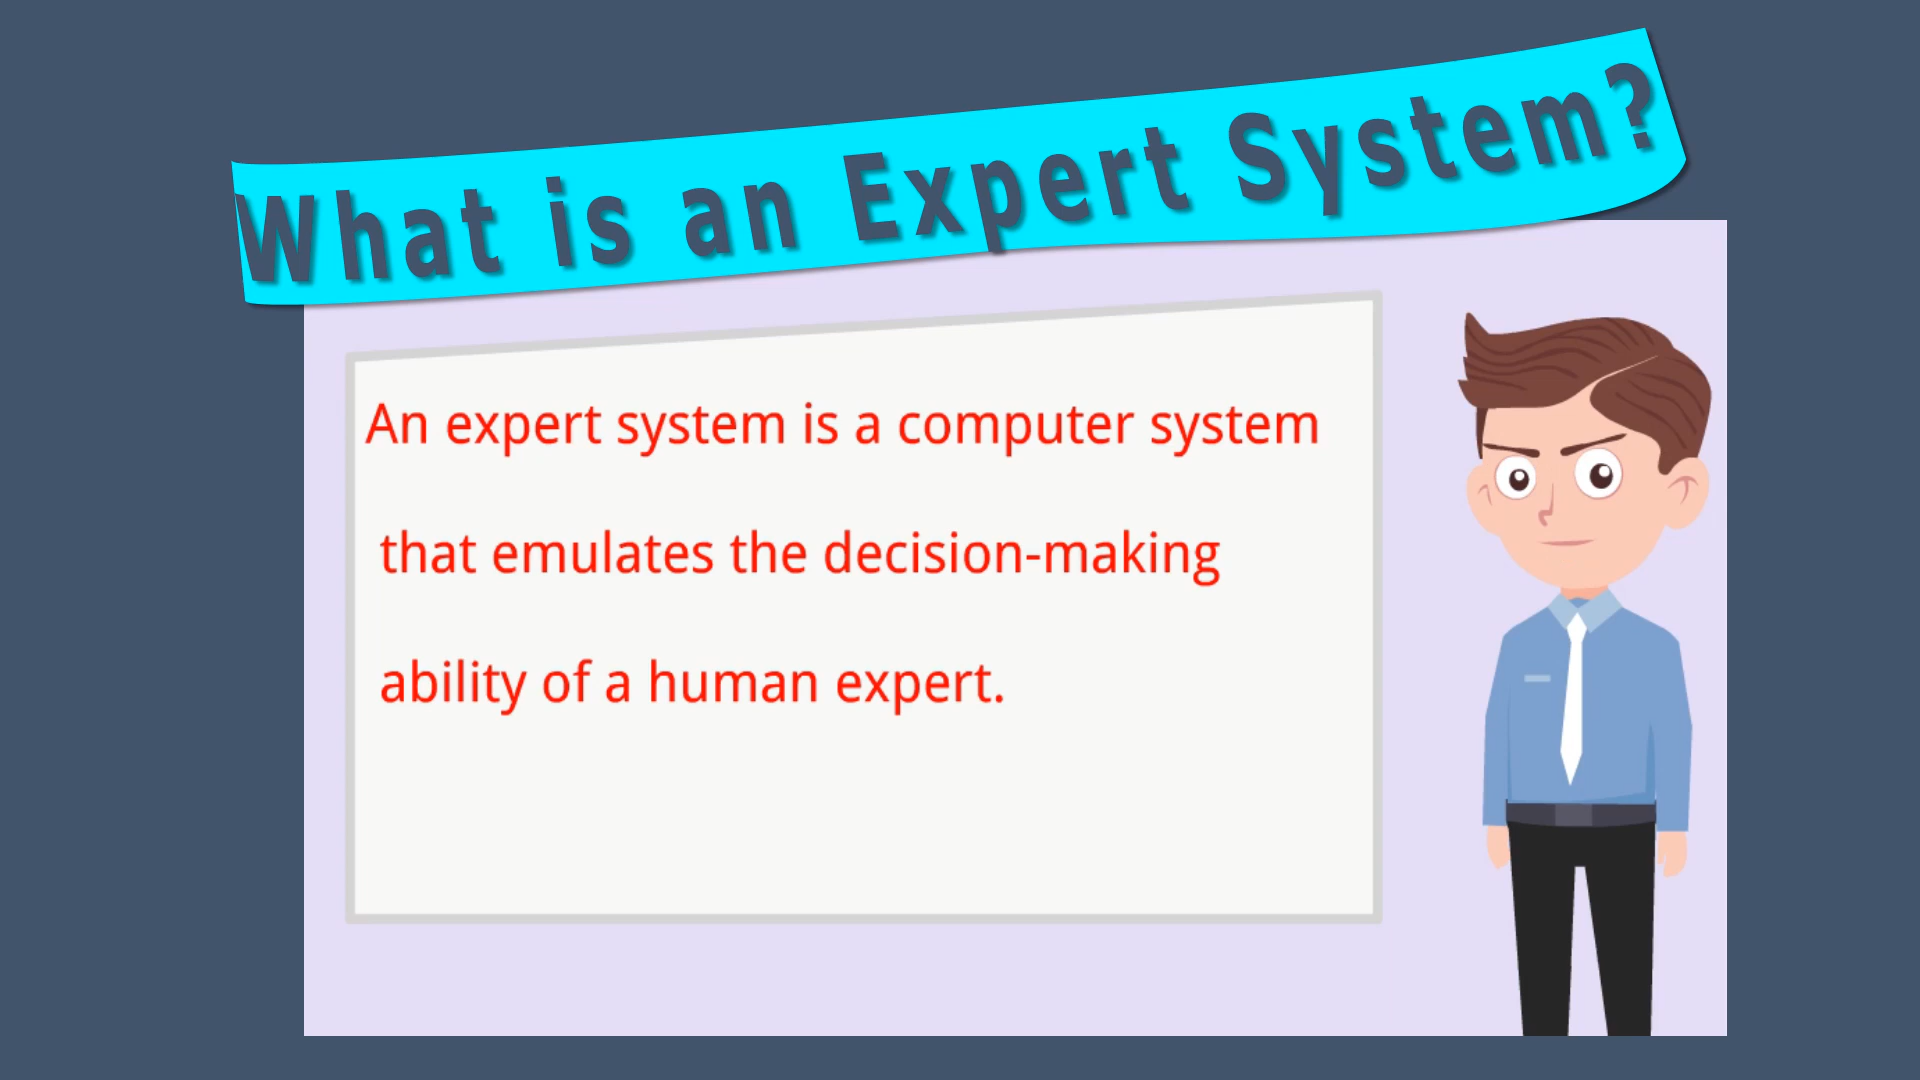 What is an Expert System?
An expert system is a computer system
that emulates the decision-making
ability of a human expert.